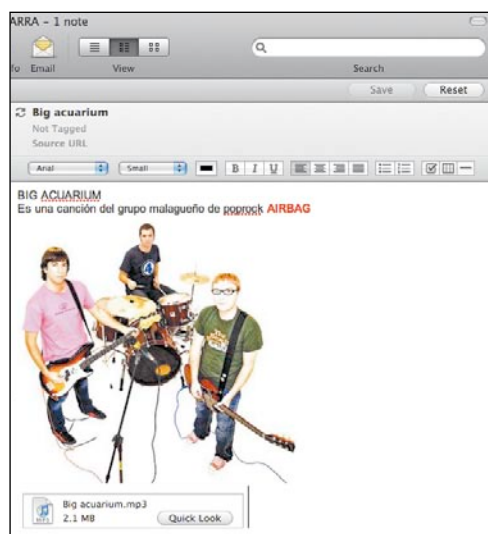 ARRA – 1 note
fo Email View Search
Save Reset
Big acuarium
Not Tagged
Source URL
Arial Small B I U
BIG ACUARIUM
Es una canción del grupo malagueño de poprock AIRBAG
Big acuarium.mp3
2.1 MB Quick Look